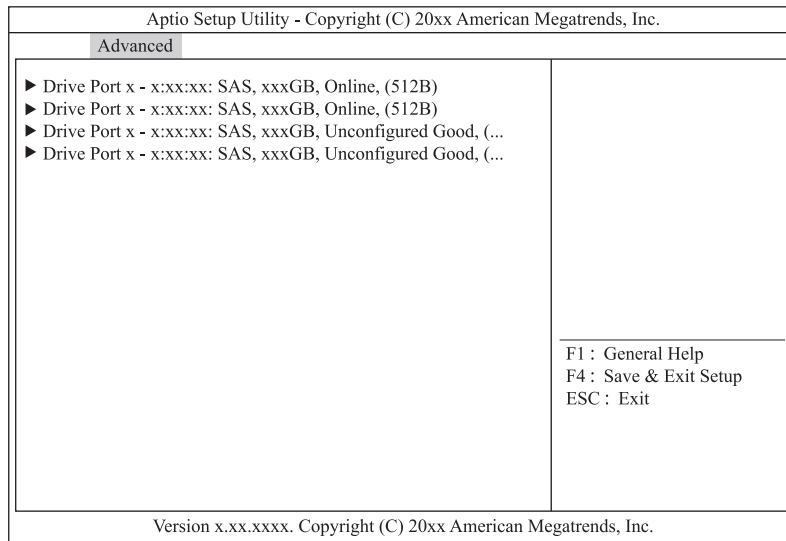 Aptio Setup Utility - Copyright (C) 20xx American Megatrends, Inc.
Advanced
▶ Drive Port x - x:xx:xx: SAS, xxxGB, Online, (512B)
▶ Drive Port x - x:xx:xx: SAS, xxxGB, Online, (512B)
▶ Drive Port x - x:xx:xx: SAS, xxxGB, Unconfigured Good, (...
▶ Drive Port x - x:xx:xx: SAS, xxxGB, Unconfigured Good, (...
F1 : General Help
F4 : Save & Exit Setup
ESC : Exit
Version x.xx.xxxx. Copyright (C) 20xx American Megatrends, Inc.